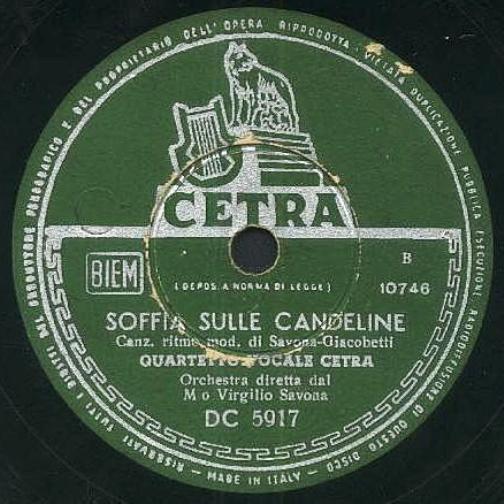 TUTTI I DIRITTI DEL PRODUTTORE FONOGRAFICO E DEL PROPRIETARIO DELL'OPERA RIPRODOTTA - VIETATA DUPLICAZIONE PUBBLICA ESECUZIONE RADIODIFFUSIONE DI QUESTO DISCO
RISERVATI
CETRA
B
BIEM
10746
(DEPOS. A NORMA DI LEGGE)
SOFFIA SULLE CANDELINE
Canz. ritmo mod. di Savona-Giacobetti
QUARTETTO VOCALE CETRA
Orchestra diretta dal
M o Virgilio Savona
DC 5917
- MADE IN ITALY -